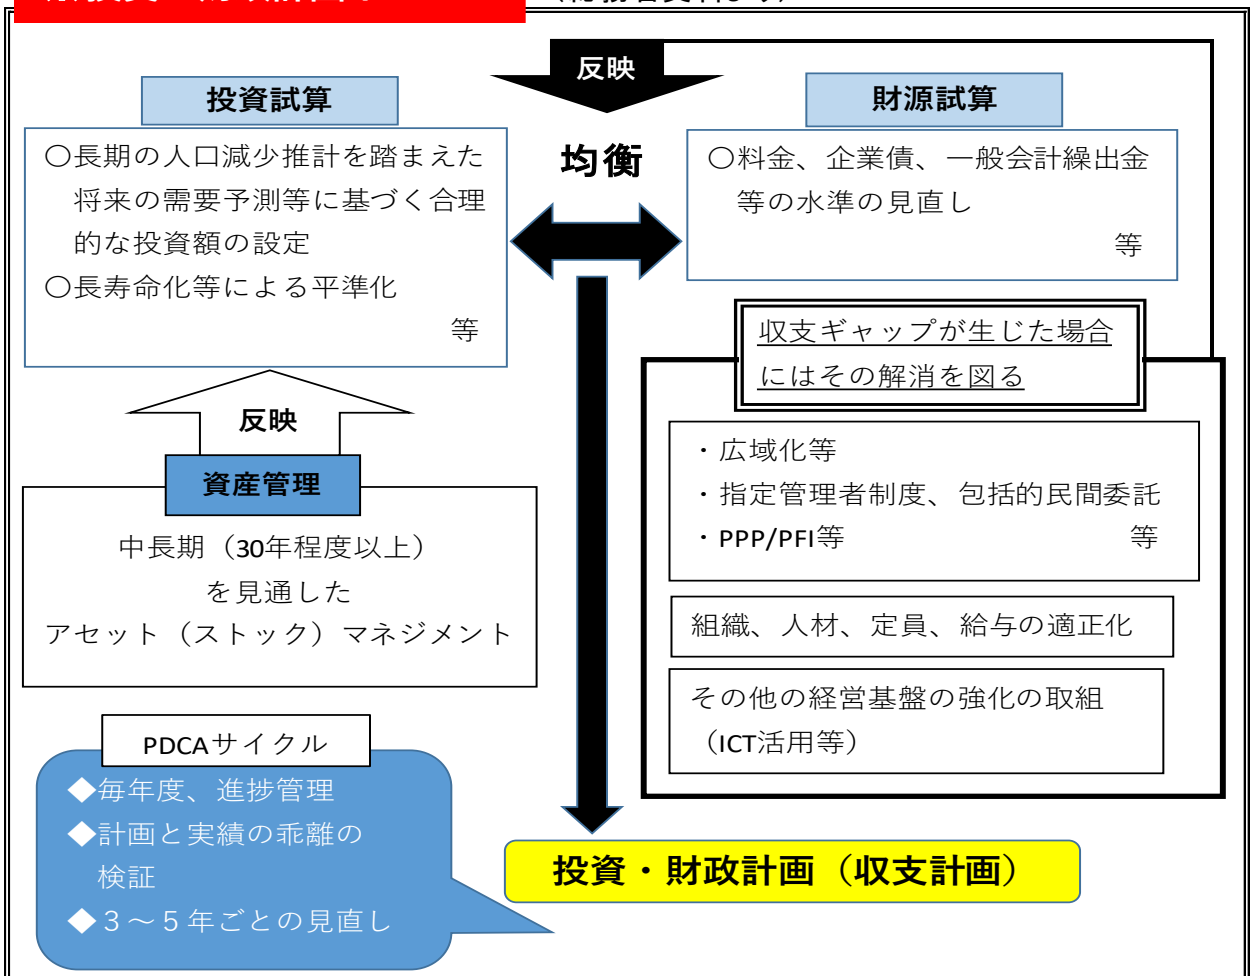 反映
投資試算
〇長期の人口減少推計を踏まえた
将来の需要予測等に基づく合理
的な投資額の設定
〇長寿命化等による平準化
等
均衡
財源試算
〇料金、企業債、一般会計繰出金
等の水準の見直し
等
収支ギャップが生じた場合
にはその解消を図る
・広域化等
・指定管理者制度、包括的民間委託
・PPP/PFI等　等
組織、人材、定員、給与の適正化
その他の経営基盤の強化の取組
（ICT活用等）
反映
資産管理
中長期（30年程度以上）
を見通した
アセット（ストック）マネジメント
PDCAサイクル
◆毎年度、進捗管理
◆計画と実績の乖離の
検証
◆３～５年ごとの見直し
投資・財政計画（収支計画）